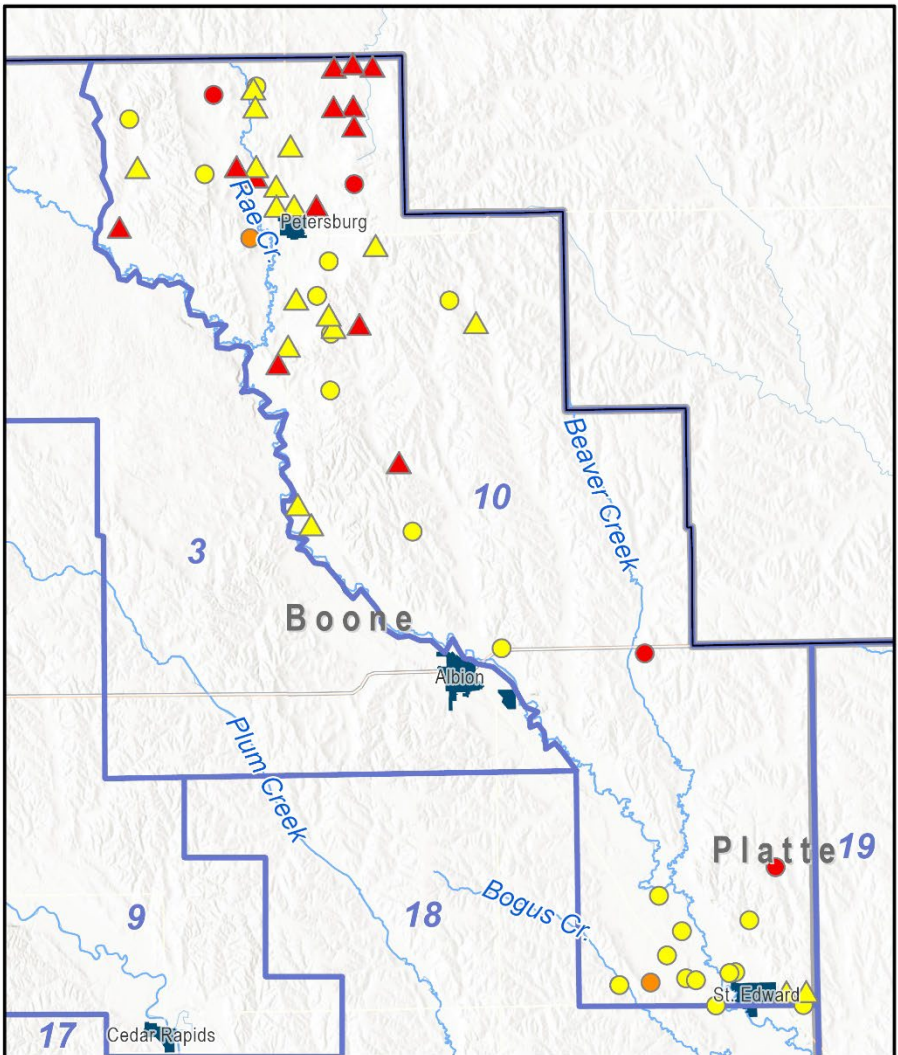 Rae Cr.
Petersburg
Beaver Creek
10
3
Boone
Albion
Plum Creek
Platte
19
Bogus Cr.
9
18
St. Edward
17
Cedar Rapids